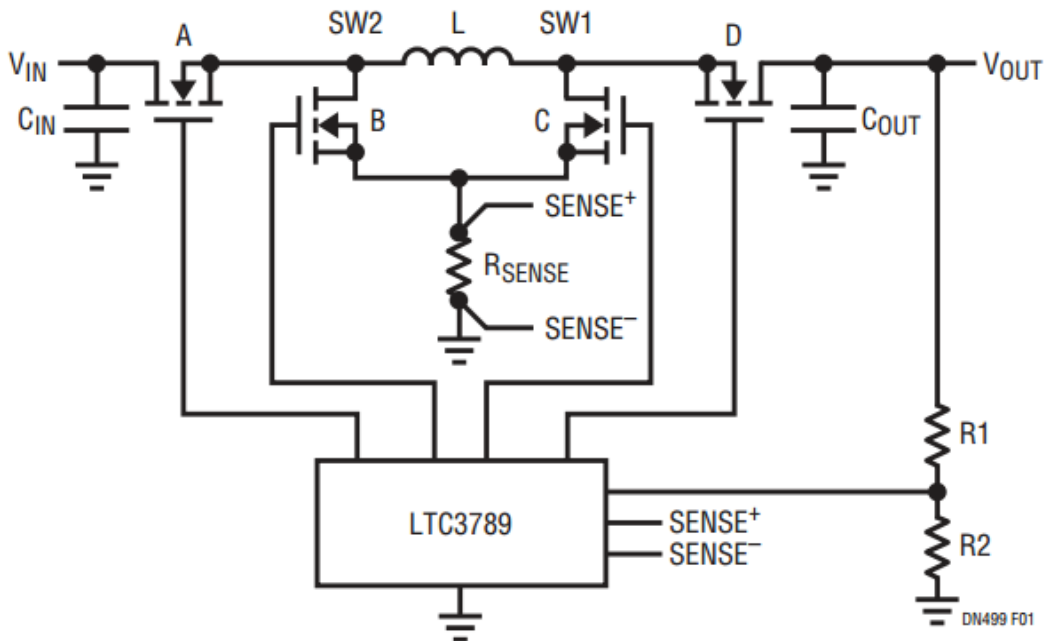 A
SW2
L
SW1
D
VIN
VOUT
CIN
B
C
COUT
SENSE+
RSENSE
SENSE−
R1
LTC3789
SENSE+
SENSE−
R2
DN499 F01